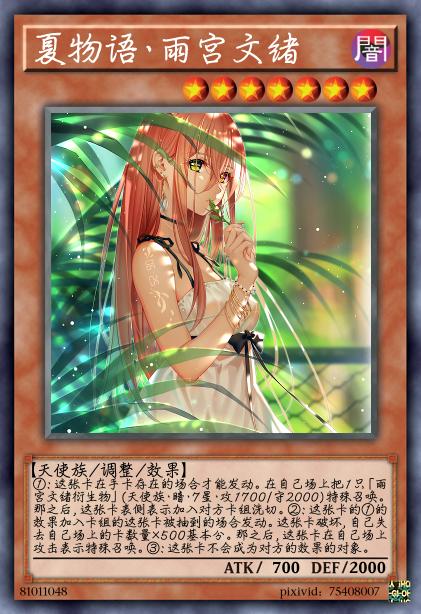 夏物语·雨宫文绪
闇
【天使族/调整/效果】
①:这张卡在手卡存在的场合才能发动。在自己场上把1只「雨
宫文绪衍生物」(天使族·暗·7星·攻1700/守2000)特殊召唤。
那之后,这张卡表侧表示加入对方卡组洗切。②:这张卡的①的
效果加入卡组的这张卡被抽到的场合发动。这张卡破坏,自己失
去自己场上的卡数量×500基本分。那之后,这张卡在自己场上
攻击表示特殊召唤。③:这张卡不会成为对方的效果的对象。
ATK/ 700 DEF/2000
81011048 pixivid: 75408007